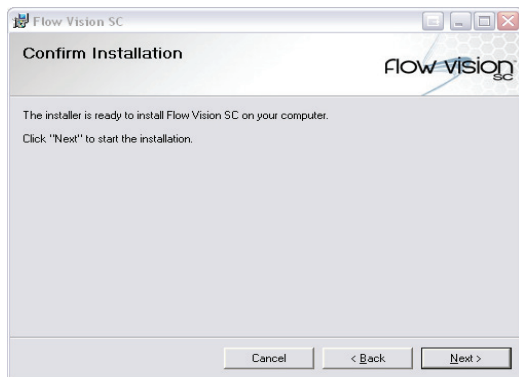 Flow Vision SC
Confirm Installation
Flow Vision
SC
The installer is ready to install Flow Vision SC on your computer.
Click "Next" to start the installation.
Cancel
< Back
Next >